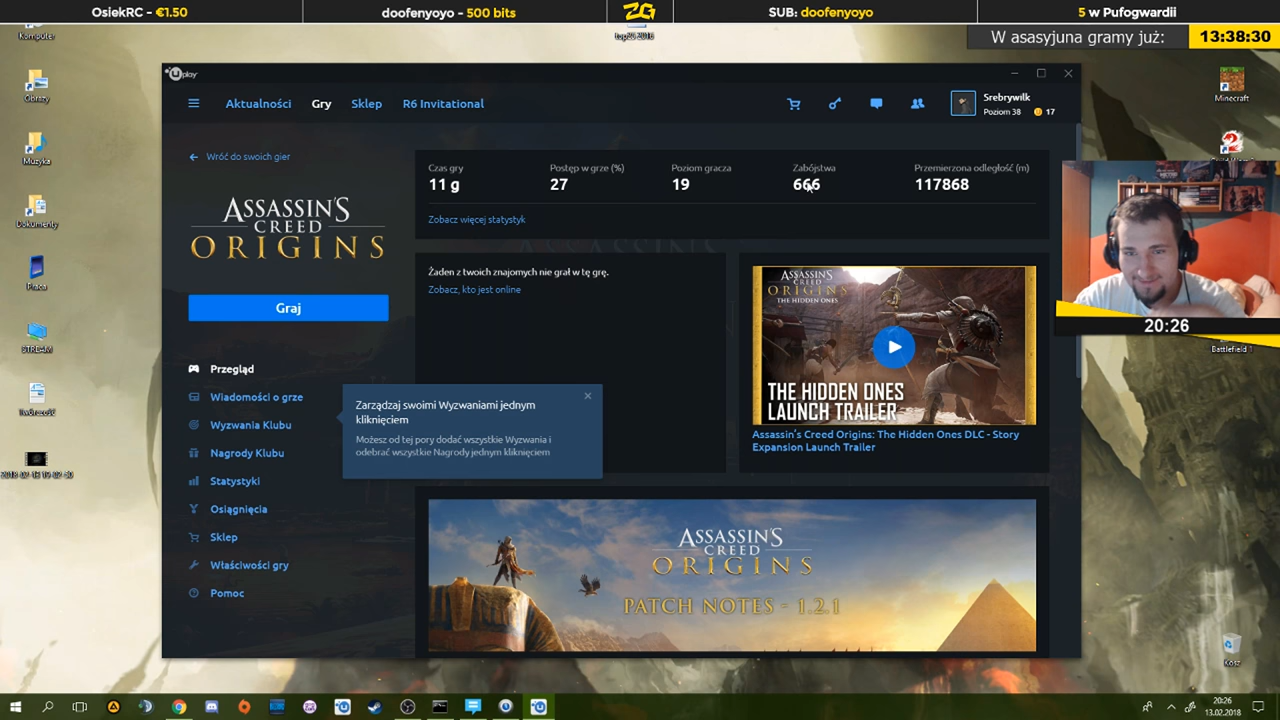 OsiekRC - €1.50
doofenyoyo - 500 bits
ZG
SUB: doofenyoyo
5 w Pufogwardii
W asasyjuna gramy już:
13:38:30
Komputer
top20 2016
Obrazy
Muzyka
Dokumenty
Praca
STREAM
Twórczość
Minecraft
Battlefield 1
Kosz
uplay
Aktualności
Gry
Sklep
R6 Invitational
Srebrywilk
Poziom 38
17
Wróć do swoich gier
ASSASSIN'S
CREED
ORIGINS
Graj
Przegląd
Wiadomości o grze
Wyzwania Klubu
Nagrody Klubu
Statystyki
Osiągnięcia
Sklep
Właściwości gry
Pomoc
Czas gry
11 g
Postęp w grze (%)
27
Poziom gracza
19
Zabójstwa
666
Przemierzona odległość (m)
117868
Zobacz więcej statystyk
Żaden z twoich znajomych nie grał w tę grę.
Zobacz, kto jest online
Zarządzaj swoimi Wyzwaniami jednym
kliknięciem
Możesz od tej pory dodać wszystkie Wyzwania i
odebrać wszystkie Nagrody jednym kliknięciem
ASSASSIN'S
CREED
ORIGINS
THE HIDDEN ONES
THE HIDDEN ONES
LAUNCH TRAILER
Assassin's Creed Origins: The Hidden Ones DLC - Story
Expansion Launch Trailer
ASSASSIN'S
CREED
ORIGINS
PATCH NOTES - 1.2.1
20:26
20:26
13.02.2018